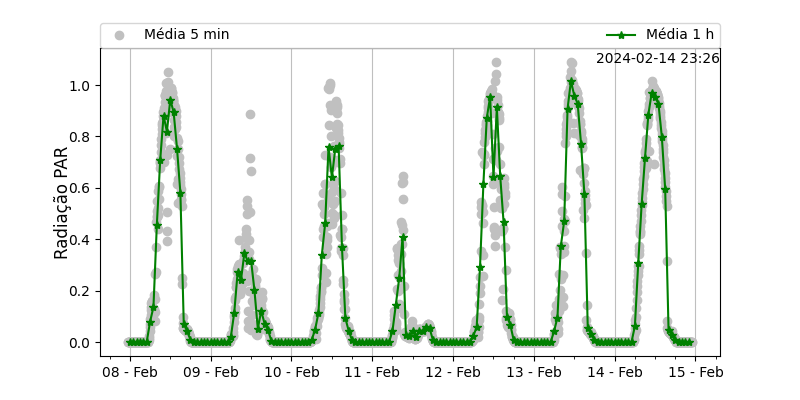 Média 5 min
Média 1 h
2024-02-14 23:26
Radiação PAR
1.0
0.8
0.6
0.4
0.2
0.0
08 - Feb
09 - Feb
10 - Feb
11 - Feb
12 - Feb
13 - Feb
14 - Feb
15 - Feb